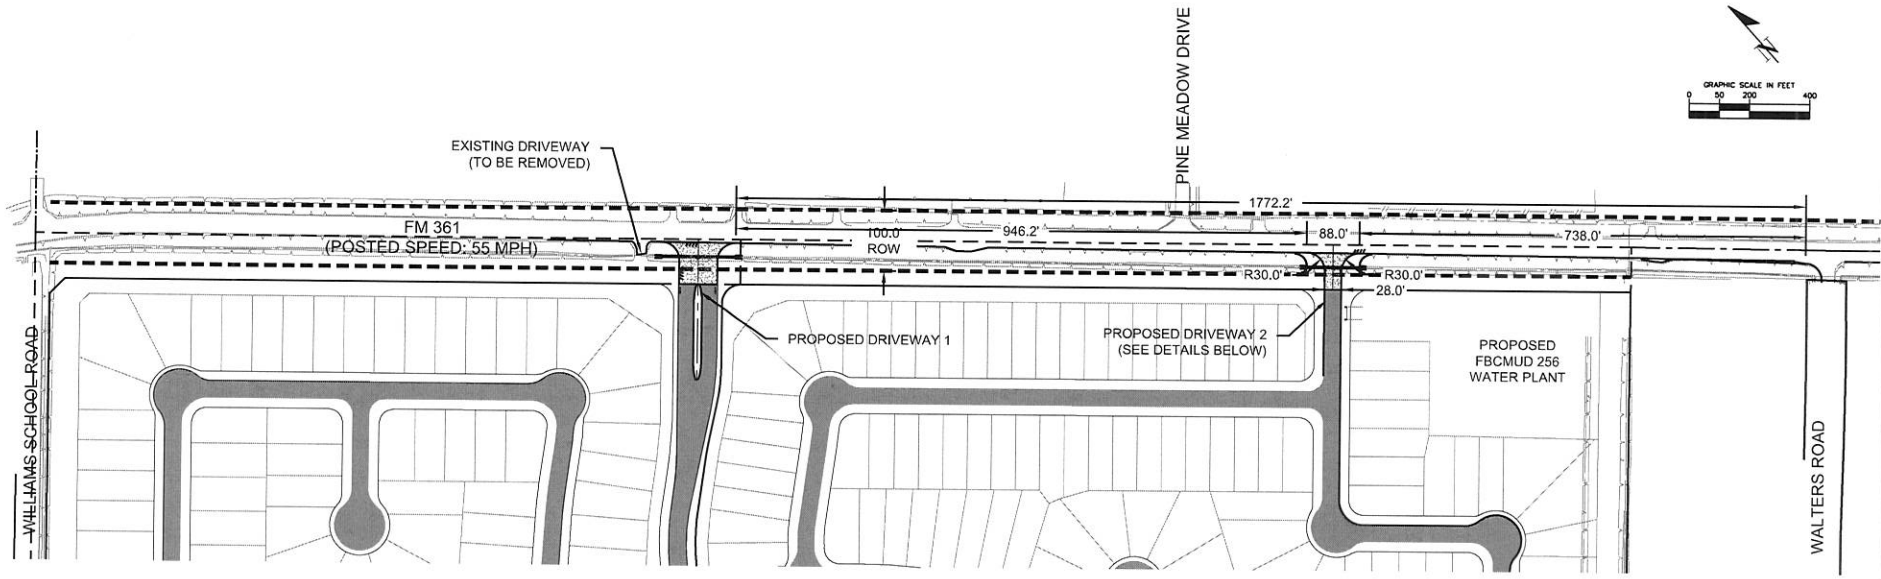 PINE MEADOW DRIVE
GRAPHIC SCALE IN FEET
0 50 200 400
EXISTING DRIVEWAY
(TO BE REMOVED)
1772.2'
FM 361
(POSTED SPEED: 55 MPH)
100.0'
ROW
946.2'
88.0'
738.0'
R30.0'
R30.0'
28.0'
PROPOSED DRIVEWAY 1
PROPOSED DRIVEWAY 2
(SEE DETAILS BELOW)
PROPOSED
FBCMUD 256
WATER PLANT
WILLIAMS SCHOOL ROAD
WALTERS ROAD